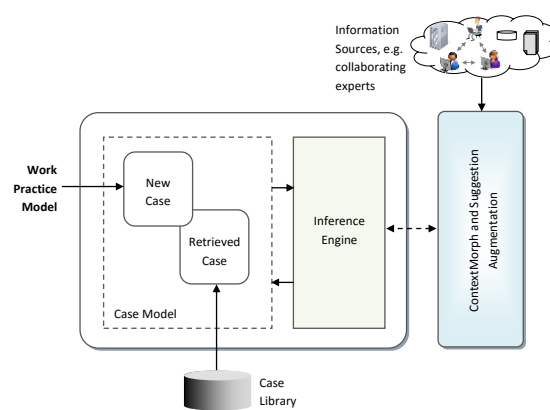 Information
Sources, e.g.
collaborating
experts
Work
Practice
Model
New
Case
Retrieved
Case
Case Model
Inference
Engine
ContextMorph and Suggestion
Augmentation
Case
Library